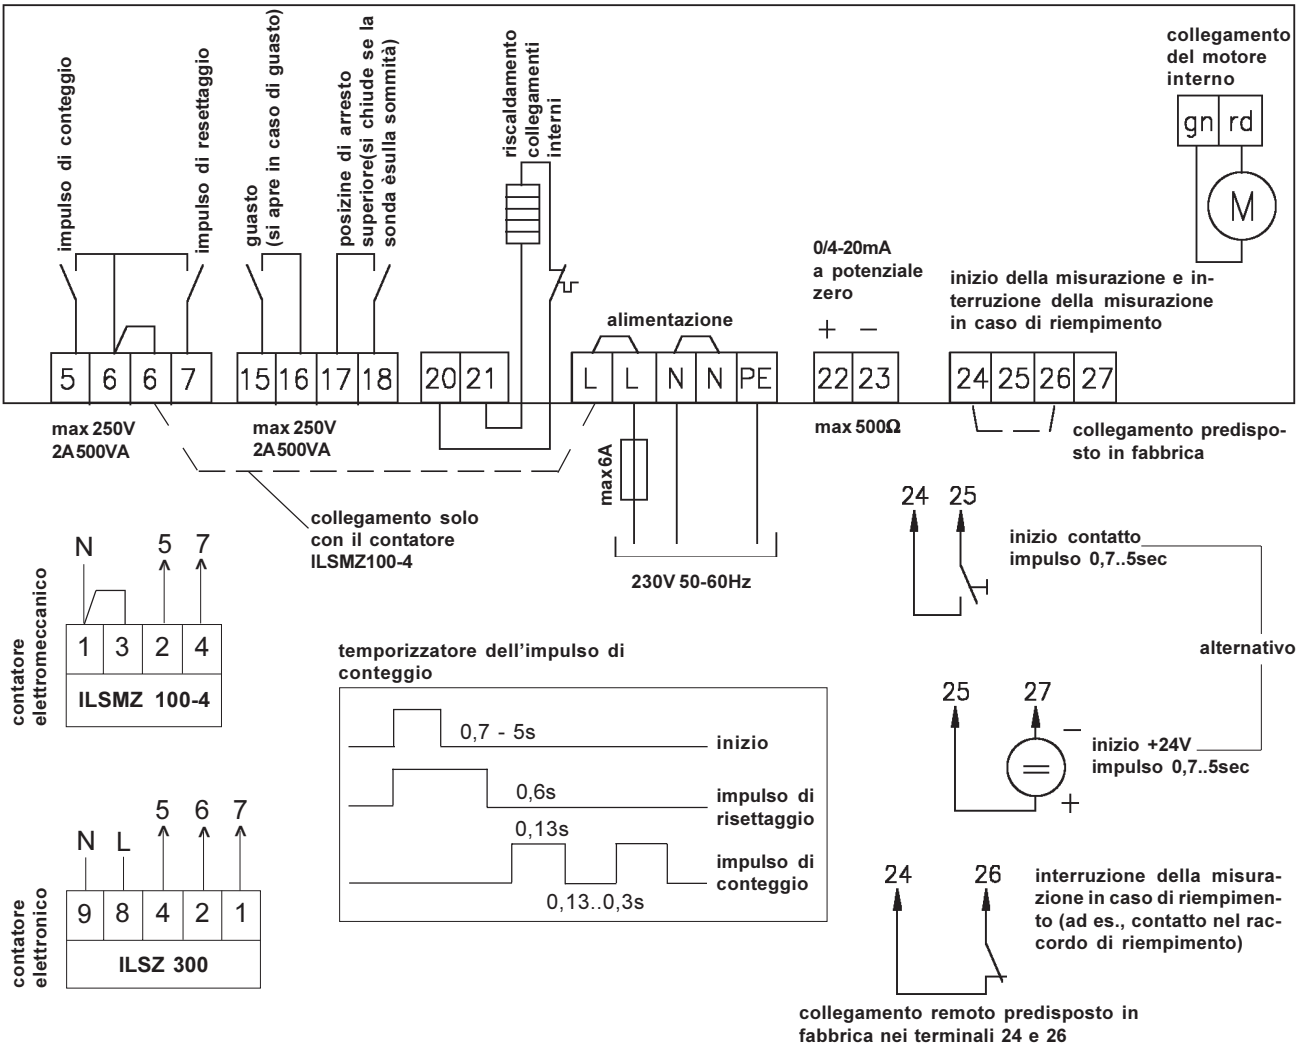 impulso di conteggio
impulso di resettaggio
guasto
(si apre in caso di guasto)
posizine di arresto
superiore(si chiude se la
sonda èsulla sommità)
riscaldamento
collegamenti
interni
collegamento
del motore
interno
gn rd
M
0/4-20mA
a potenziale
zero
+ −
inizio della misurazione e in-
terruzione della misurazione
in caso di riempimento
alimentazione
5 6 6 7
15 16 17 18
20 21
L L N N PE
22 23
24 25 26 27
max 250V
2A500VA
max 250V
2A500VA
max6A
max 500Ω
collegamento predispo-
sto in fabbrica
collegamento solo
con il contatore
ILSMZ100-4
230V 50-60Hz
24 25
inizio contatto
impulso 0,7..5sec
alternativo
25 27
−
+
inizio +24V
impulso 0,7..5sec
24 26
interruzione della misura-
zione in caso di riempimen-
to (ad es., contatto nel rac-
cordo di riempimento)
collegamento remoto predisposto in
fabbrica nei terminali 24 e 26
contatore
elettromeccanico
N 5 7
1 3 2 4
ILSMZ 100-4
contatore
elettronico
N L 5 6 7
9 8 4 2 1
ILSZ 300
temporizzatore dell'impulso di
conteggio
0,7 - 5s
inizio
0,6s
impulso di
risettaggio
0,13s
impulso di
conteggio
0,13..0,3s